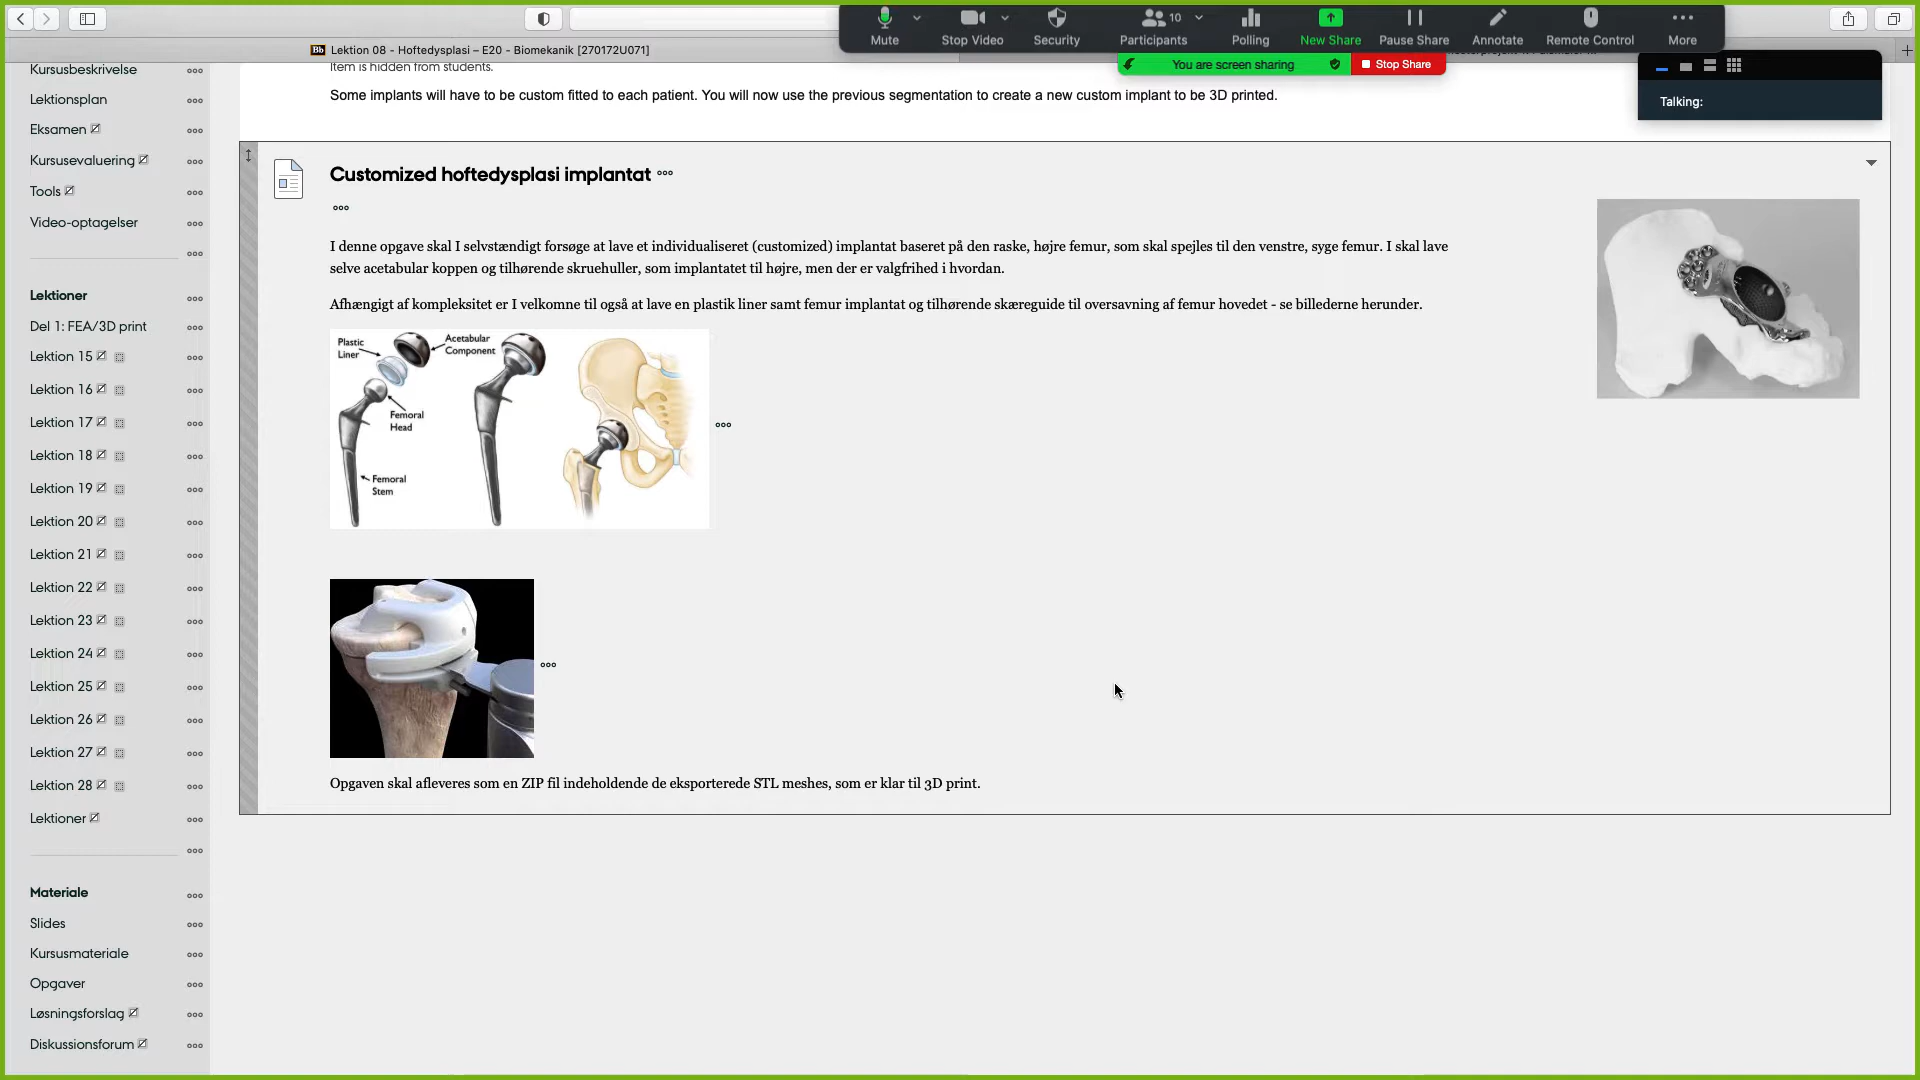 Mute
Stop Video
Security
10
Participants
Polling
New Share
Pause Share
Annotate
Remote Control
More
Bb Lektion 08 - Hoftedysplasi – E20 - Biomekanik [270172U071]
You are screen sharing
Stop Share
Talking:
Kursusbeskrivelse
Lektionsplan
Eksamen
Kursusevaluering
Tools
Video-optagelser
Lektioner
Del 1: FEA/3D print
Lektion 15
Lektion 16
Lektion 17
Lektion 18
Lektion 19
Lektion 20
Lektion 21
Lektion 22
Lektion 23
Lektion 24
Lektion 25
Lektion 26
Lektion 27
Lektion 28
Lektioner
Materiale
Slides
Kursusmateriale
Opgaver
Løsningsforslag
Diskussionsforum
Item is hidden from students.
Some implants will have to be custom fitted to each patient. You will now use the previous segmentation to create a new custom implant to be 3D printed.
Customized hoftedysplasi implantat
I denne opgave skal I selvstændigt forsøge at lave et individualiseret (customized) implantat baseret på den raske, højre femur, som skal spejles til den venstre, syge femur. I skal lave
selve acetabular koppen og tilhørende skruehuller, som implantatet til højre, men der er valgfrihed i hvordan.
Afhængigt af kompleksitet er I velkomne til også at lave en plastik liner samt femur implantat og tilhørende skæreguide til oversavning af femur hovedet - se billederne herunder.
Plastic
Liner
Acetabular
Component
Femoral
Head
Femoral
Stem
Opgaven skal afleveres som en ZIP fil indeholdende de eksporterede STL meshes, som er klar til 3D print.